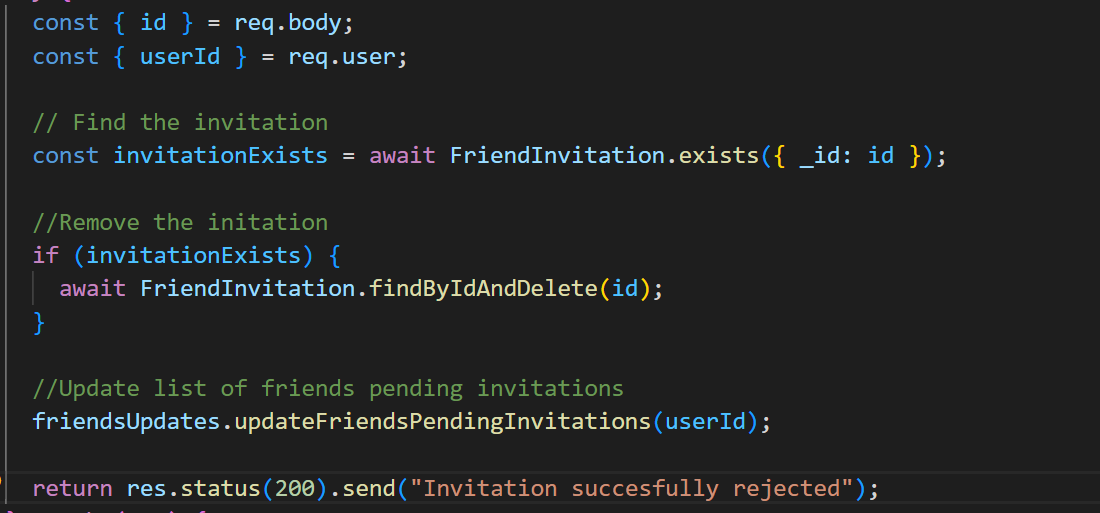 const { id } = req.body;
const { userId } = req.user;
// Find the invitation
const invitationExists = await FriendInvitation.exists({ _id: id });
//Remove the initation
if (invitationExists) {
await FriendInvitation.findByIdAndDelete(id);
}
//Update list of friends pending invitations
friendsUpdates.updateFriendsPendingInvitations(userId);
return res.status(200).send("Invitation succesfully rejected");